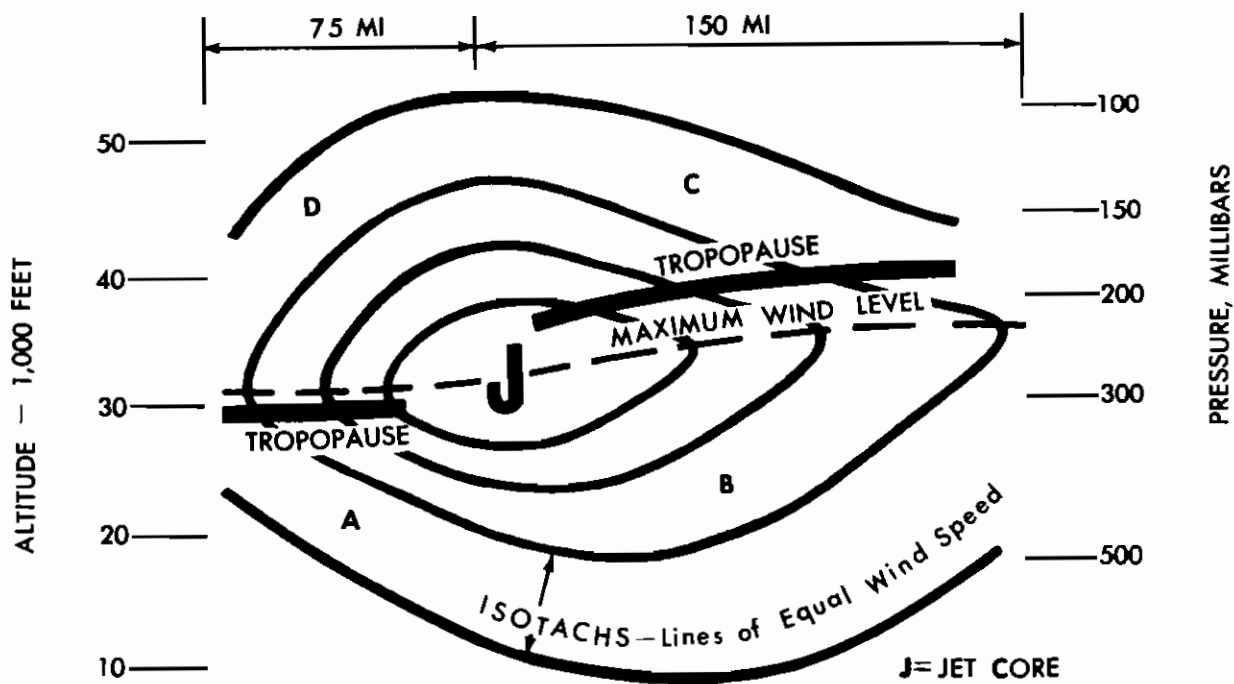 75 MI 150 MI
50
40
30
20
10
ALTITUDE — 1,000 FEET
100
150
200
300
500
PRESSURE, MILLIBARS
D
C
TROPOPAUSE
MAXIMUM WIND LEVEL
J
TROPOPAUSE
B
A
ISOTACHS—Lines of Equal Wind Speed
J=JET CORE